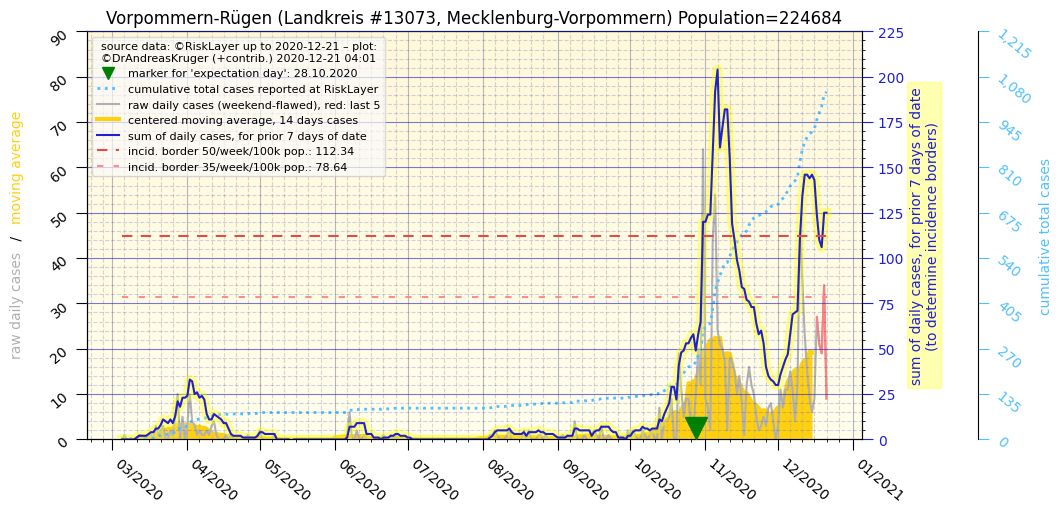 Vorpommern-Rügen (Landkreis #13073, Mecklenburg-Vorpommern) Population=224684
source data: ©RiskLayer up to 2020-12-21 – plot:
©DrAndreasKruger (+contrib.) 2020-12-21 04:01
marker for 'expectation day': 28.10.2020
cumulative total cases reported at RiskLayer
raw daily cases (weekend-flawed), red: last 5
centered moving average, 14 days cases
sum of daily cases, for prior 7 days of date
incid. border 50/week/100k pop.: 112.34
incid. border 35/week/100k pop.: 78.64
raw daily cases / moving average
90
80
70
60
50
40
30
20
10
0
225
200
175
150
125
100
75
50
25
0
sum of daily cases, for prior 7 days of date
(to determine incidence borders)
1,215
1,080
945
810
675
540
405
270
135
0
cumulative total cases
03/2020
04/2020
05/2020
06/2020
07/2020
08/2020
09/2020
10/2020
11/2020
12/2020
01/2021